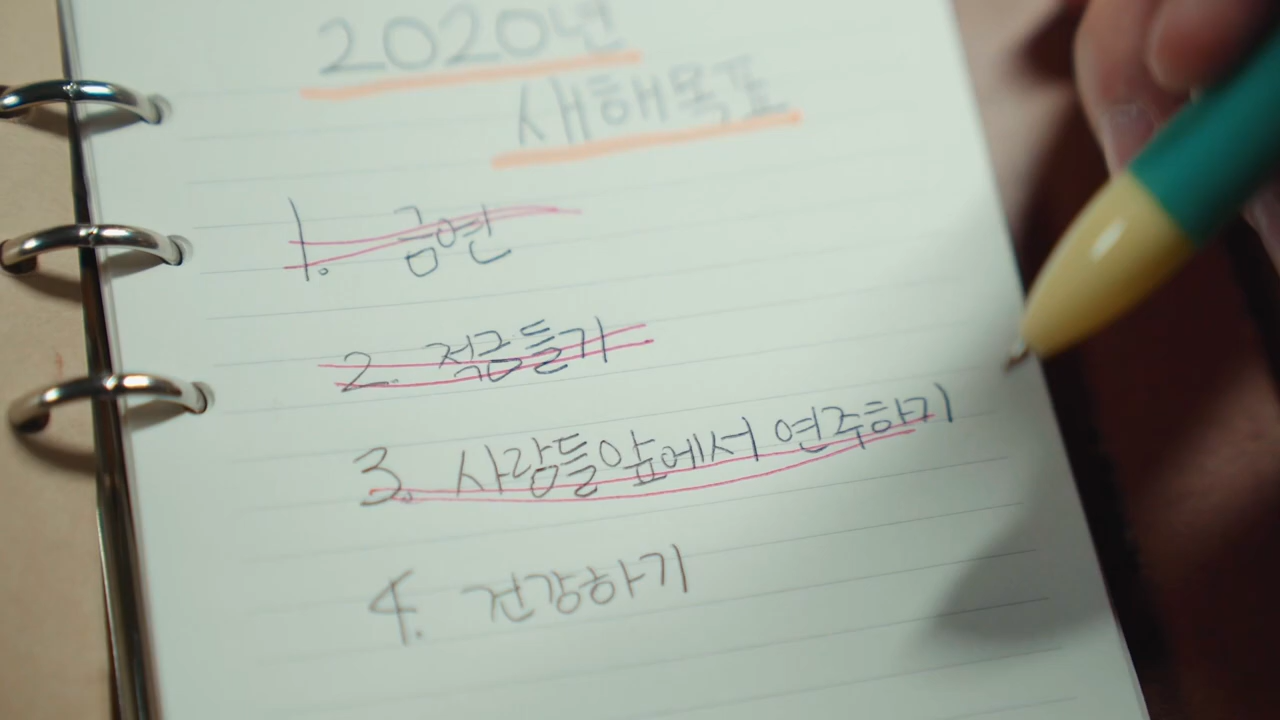 2020년
새해목표
1. 금연
2. 적금들기
3. 사람들앞에서 연주하기
4. 건강하기